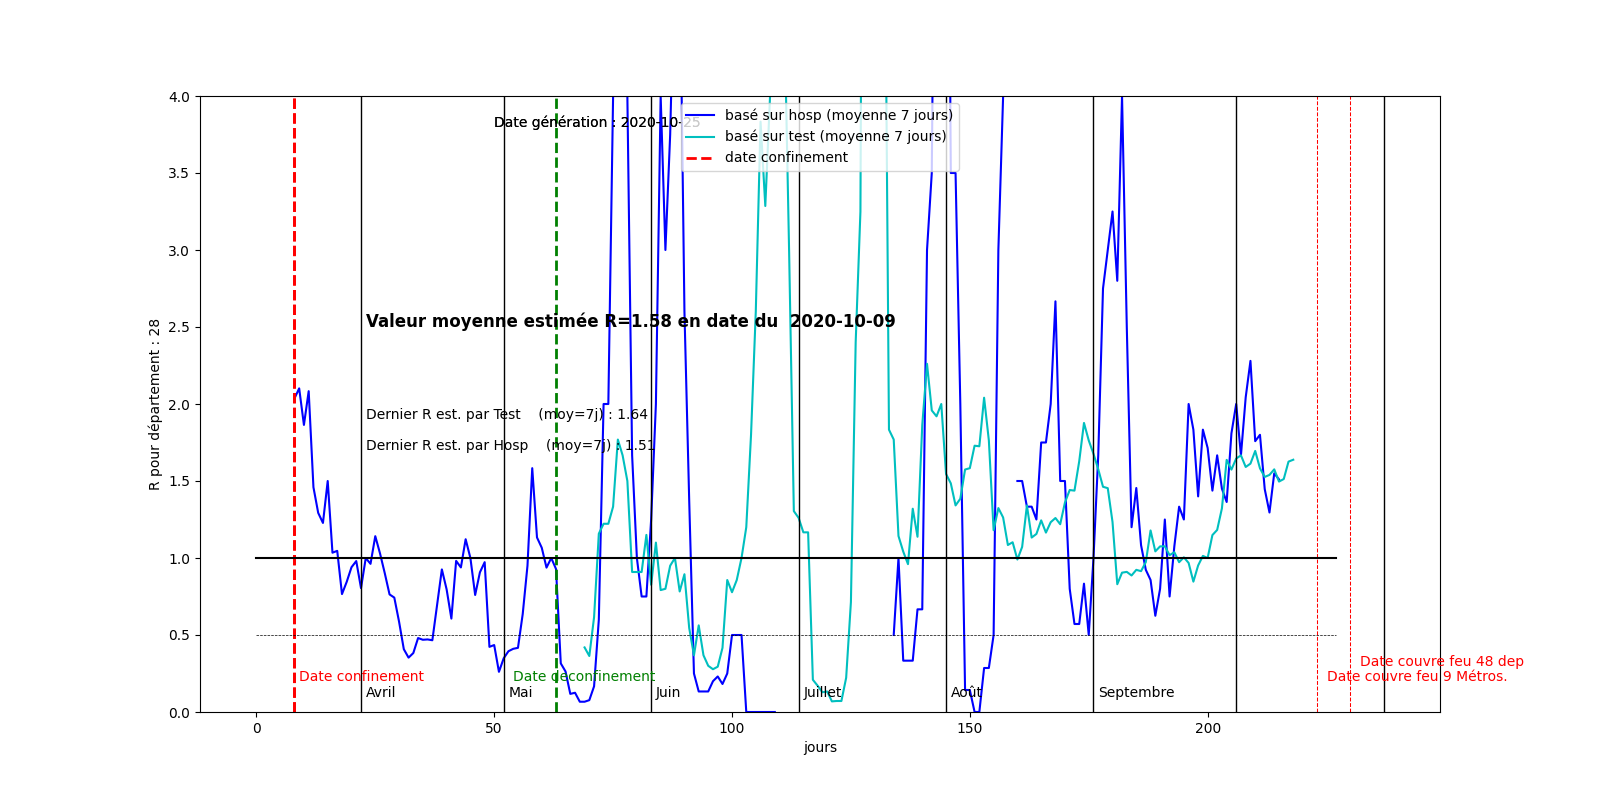 4.0
3.5
3.0
2.5
2.0
1.5
1.0
0.5
0.0
R pour département : 28
Date génération : 2020-10-25
basé sur hosp (moyenne 7 jours)
basé sur test (moyenne 7 jours)
date confinement
Valeur moyenne estimée R=1.58 en date du  2020-10-09
Dernier R est. par Test    (moy=7j) : 1.64
Dernier R est. par Hosp    (moy=7j) : 1.51
Date couvre feu 48 dep
Date confinement
Date déconfinement
Date couvre feu 9 Métros.
Avril
Mai
Juin
Juillet
Août
Septembre
0
50
100
150
200
jours